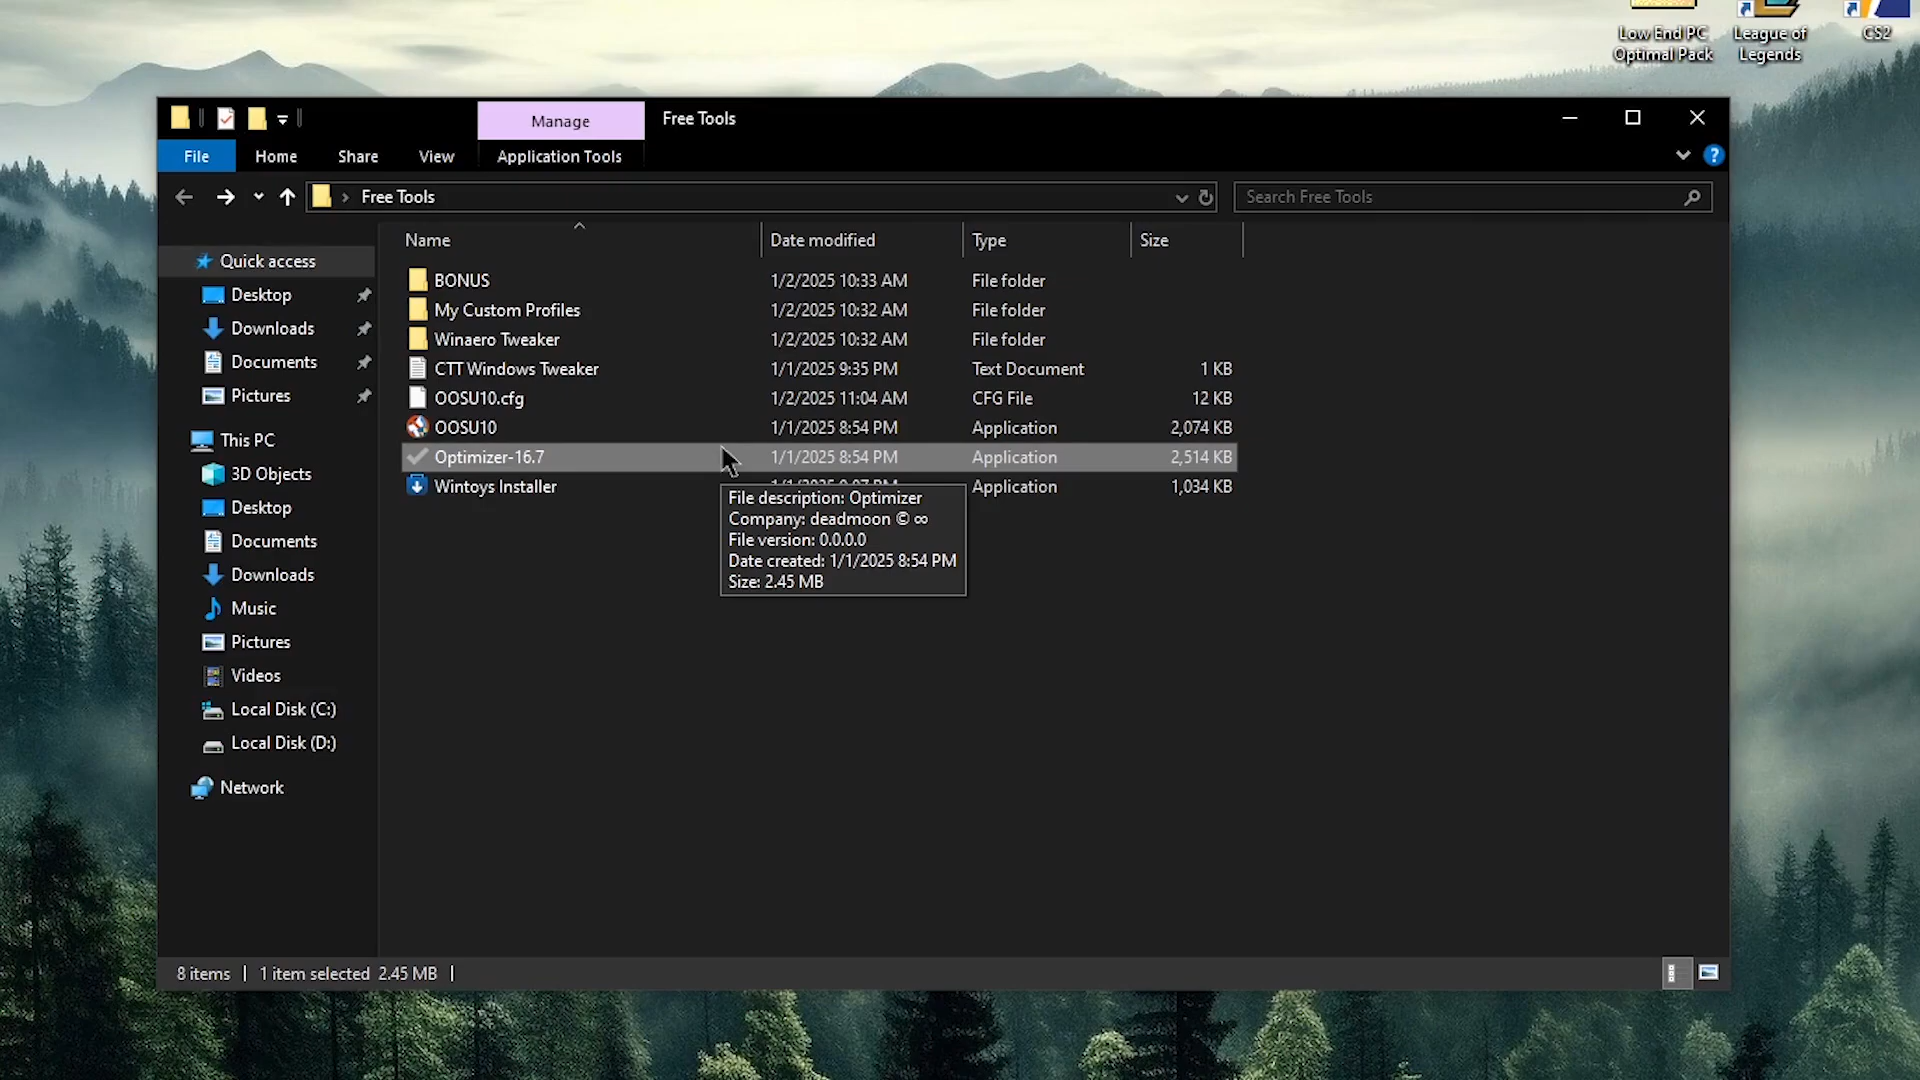 Low End PC
Optimal Pack
League of
Legends
CS2
Manage
Free Tools
File
Home
Share
View
Application Tools
Free Tools
Search Free Tools
Name
Date modified
Type
Size
Quick access
Desktop
Downloads
Documents
Pictures
This PC
3D Objects
Desktop
Documents
Downloads
Music
Pictures
Videos
Local Disk (C:)
Local Disk (D:)
Network
BONUS 1/2/2025 10:33 AM File folder
My Custom Profiles 1/2/2025 10:32 AM File folder
Winaero Tweaker 1/2/2025 10:32 AM File folder
CTT Windows Tweaker 1/1/2025 9:35 PM Text Document 1 KB
OOSU10.cfg 1/2/2025 11:04 AM CFG File 12 KB
OOSU10 1/1/2025 8:54 PM Application 2,074 KB
Optimizer-16.7 1/1/2025 8:54 PM Application 2,514 KB
Wintoys Installer Application 1,034 KB
File description: Optimizer
Company: deadmoon © ∞
File version: 0.0.0.0
Date created: 1/1/2025 8:54 PM
Size: 2.45 MB
8 items
1 item selected 2.45 MB